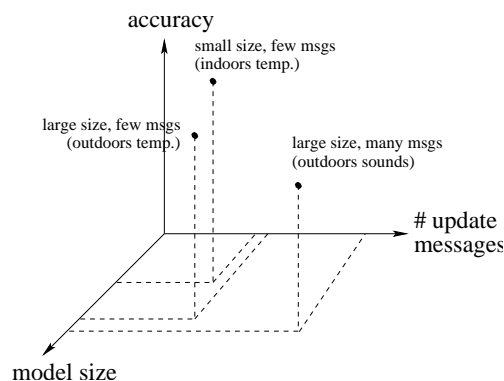 accuracy
small size, few msgs
(indoors temp.)
large size, few msgs
(outdoors temp.)
large size, many msgs
(outdoors sounds)
# update
messages
model size